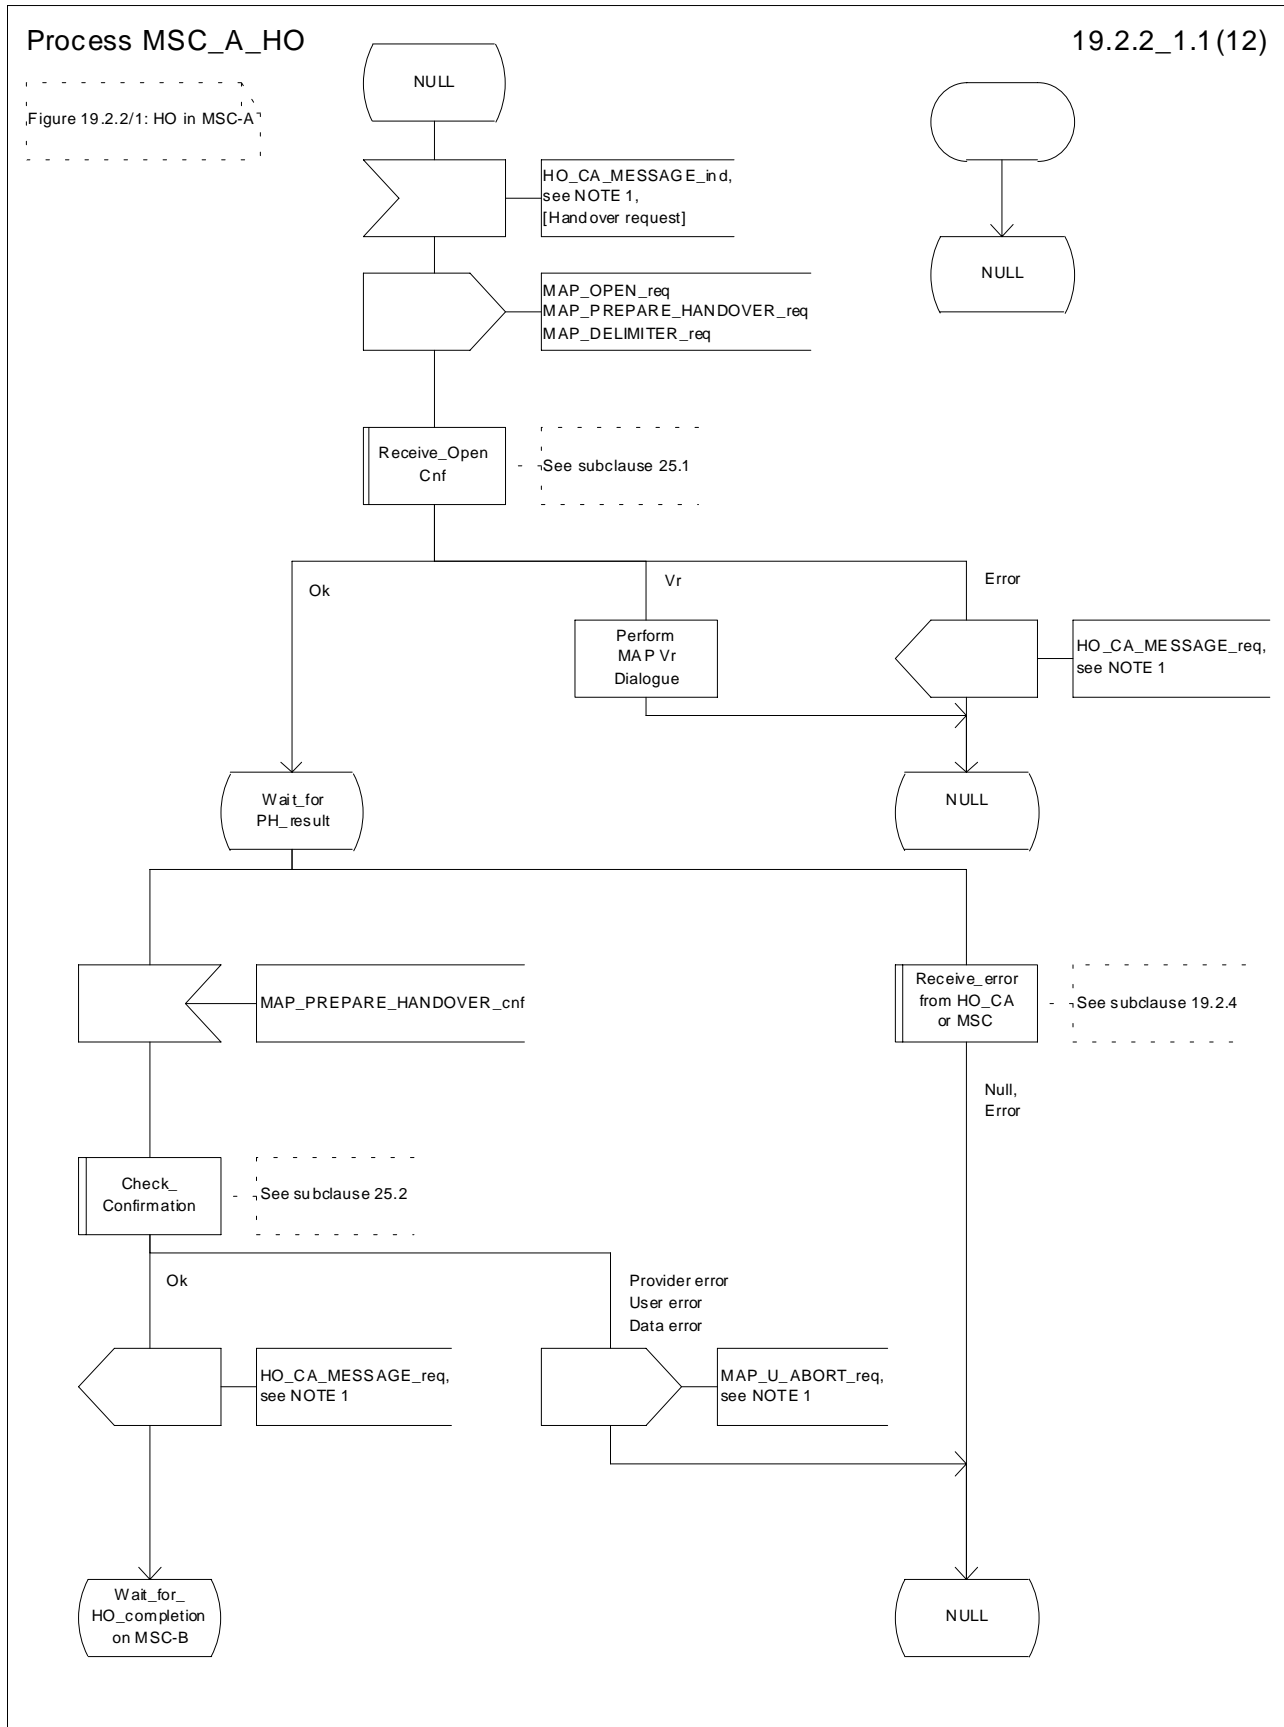 Process MSC_A_HO
19.2.2_1.1(12)
Figure 19.2.2/1: HO in MSC-A
NULL
HO_CA_MESSAGE_ind,
see NOTE 1,
[Handover request]
NULL
MAP_OPEN_req
MAP_PREPARE_HANDOVER_req
MAP_DELIMITER_req
Receive_Open
Cnf
See subclause 25.1
Ok
Vr
Error
Perform
MAP Vr
Dialogue
HO_CA_MESSAGE_req,
see NOTE 1
Wait_for
PH_result
NULL
MAP_PREPARE_HANDOVER_cnf
Receive_error
from HO_CA
or MSC
See subclause 19.2.4
Null,
Error
Check_
Confirmation
See subclause 25.2
Ok
Provider error
User error
Data error
HO_CA_MESSAGE_req,
see NOTE 1
MAP_U_ABORT_req,
see NOTE 1
Wait_for_
HO_completion
on MSC-B
NULL